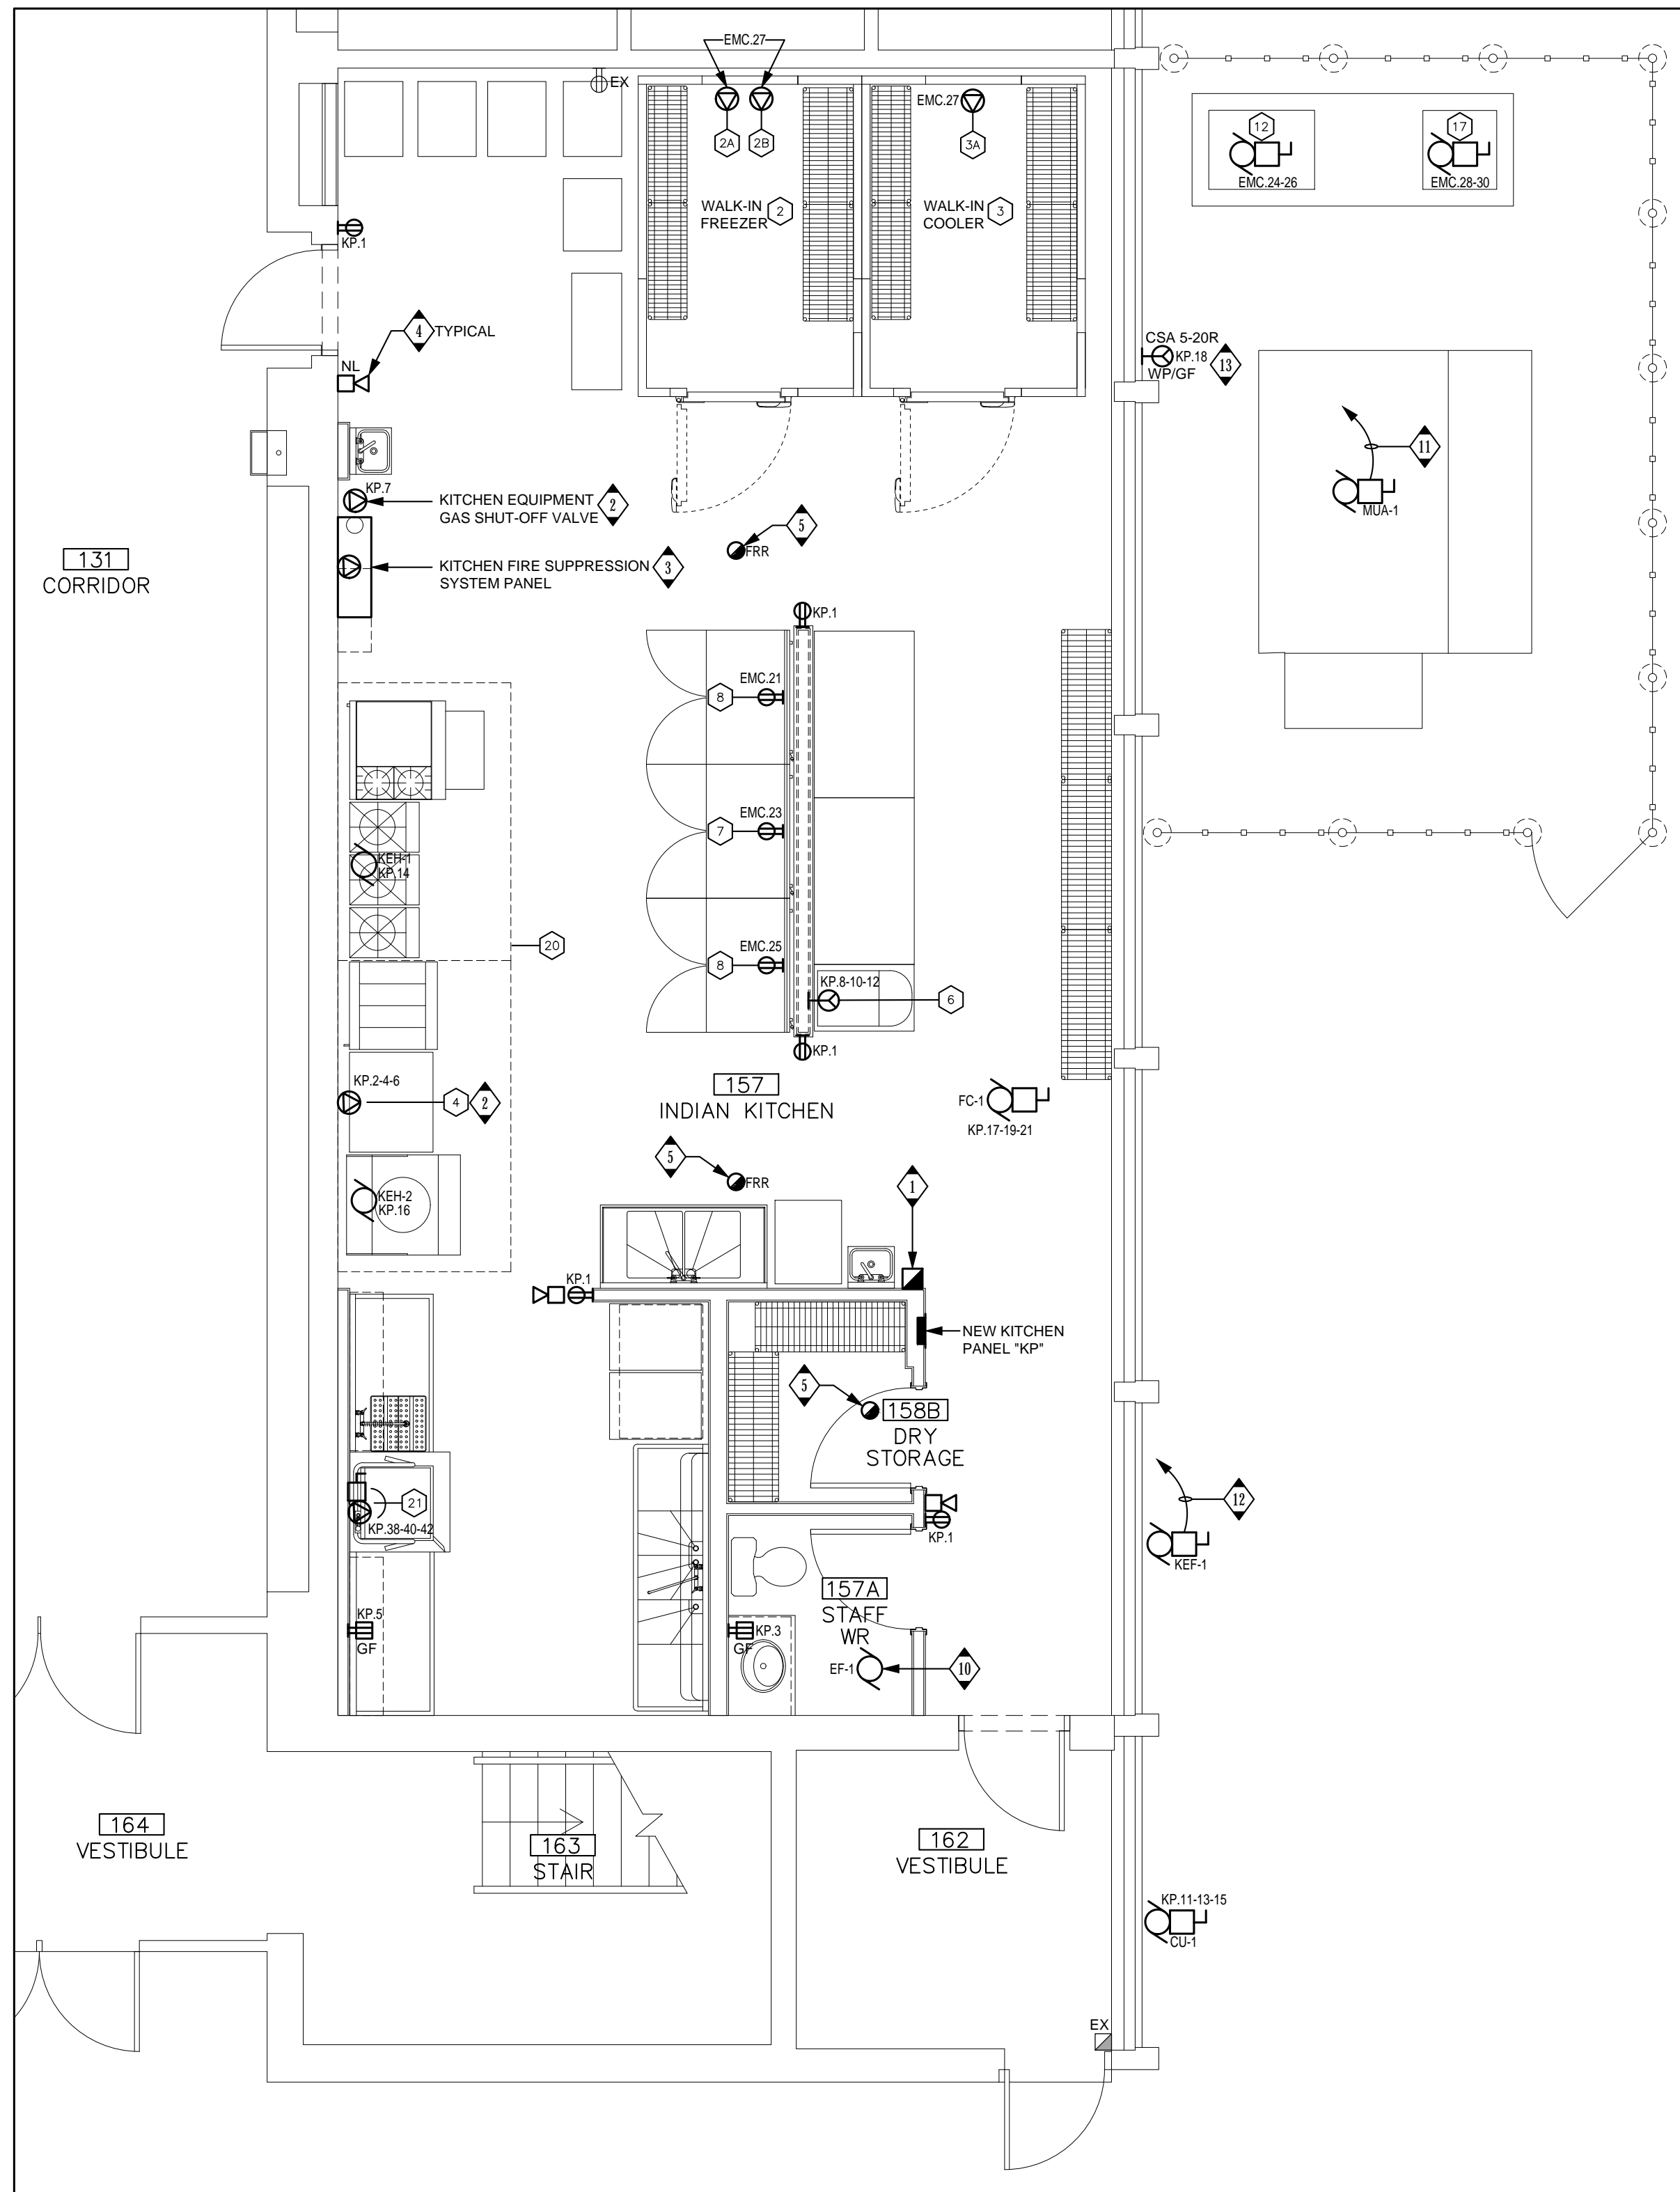 EMC.27
EX
EMC.27
2A
2B
3A
12
17
EMC.24-26
EMC.28-30
WALK-IN
FREEZER
2
WALK-IN
COOLER
3
KP.1
4
TYPICAL
NL
CSA 5-20R
KP.18
WP/GF
13
11
MUA-1
KP.7
KITCHEN EQUIPMENT
GAS SHUT-OFF VALVE
2
5
FRR
131
CORRIDOR
KITCHEN FIRE SUPPRESSION
SYSTEM PANEL
3
KP.1
EMC.21
8
EMC.23
7
KEH-1
KP.14
20
EMC.25
8
KP.8-10-12
6
KP.1
KP.2-4-6
4
2
157
INDIAN KITCHEN
FC-1
KP.17-19-21
5
FRR
1
KEH-2
KP.16
KP.1
NEW KITCHEN
PANEL "KP"
5
158B
DRY
STORAGE
21
KP.38-40-42
KP.1
12
KEF-1
157A
STAFF
WR
KP.5
GF
KP.3
GF
EF-1
10
164
VESTIBULE
163
STAIR
162
VESTIBULE
KP.11-13-15
CU-1
EX